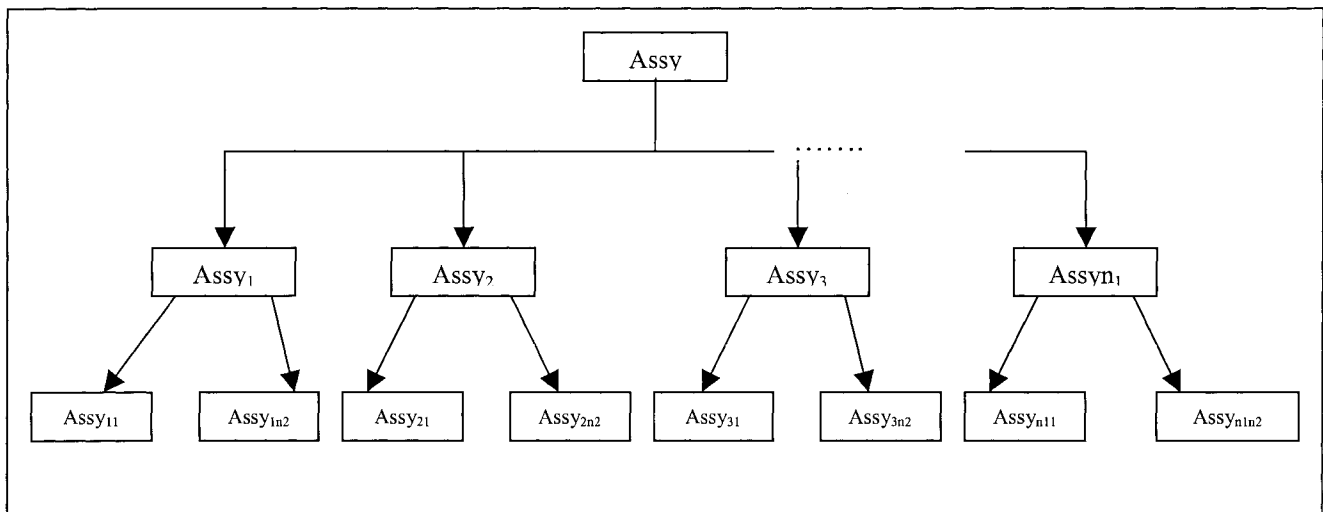 Assy
.......
Assy₁ Assy₂ Assy₃ Assyn₁
Assy₁₁ Assy₁ₙ₂ Assy₂₁ Assy₂ₙ₂ Assy₃₁ Assy₃ₙ₂ Assyₙ₁₁ Assyₙ₁ₙ₂